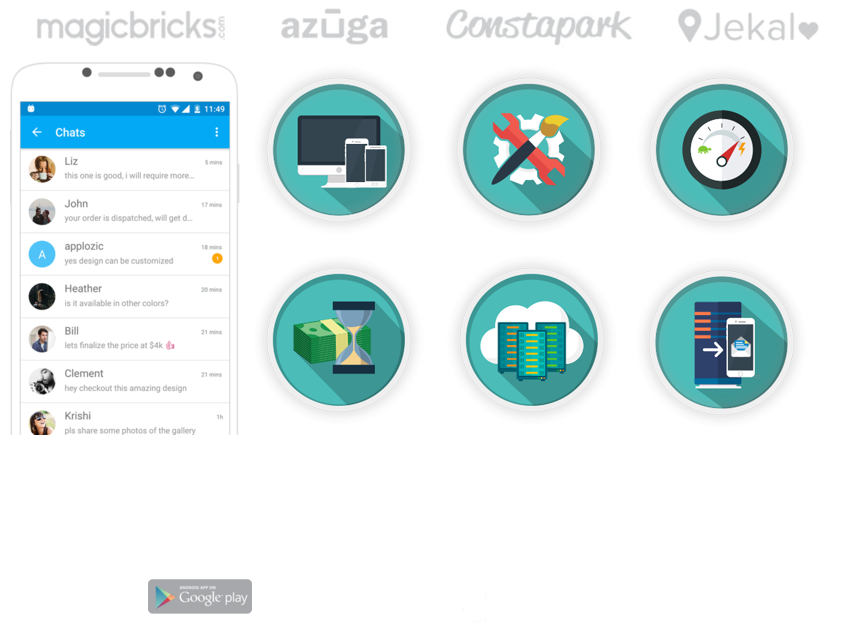 magicbricks.com
azūga
Constapark
Jekal
11:49
Chats
Liz
5 mins
this one is good, i will require more...
John
17 mins
your order is dispatched, will get d...
A
applozic
18 mins
yes design can be customized
1
Heather
20 mins
is it available in other colors?
Bill
21 mins
lets finalize the price at $4k
Clement
21 mins
hey checkout this amazing design
Krishi
1h
pls share some photos of the gallery
ANDROID APP ON
Google play